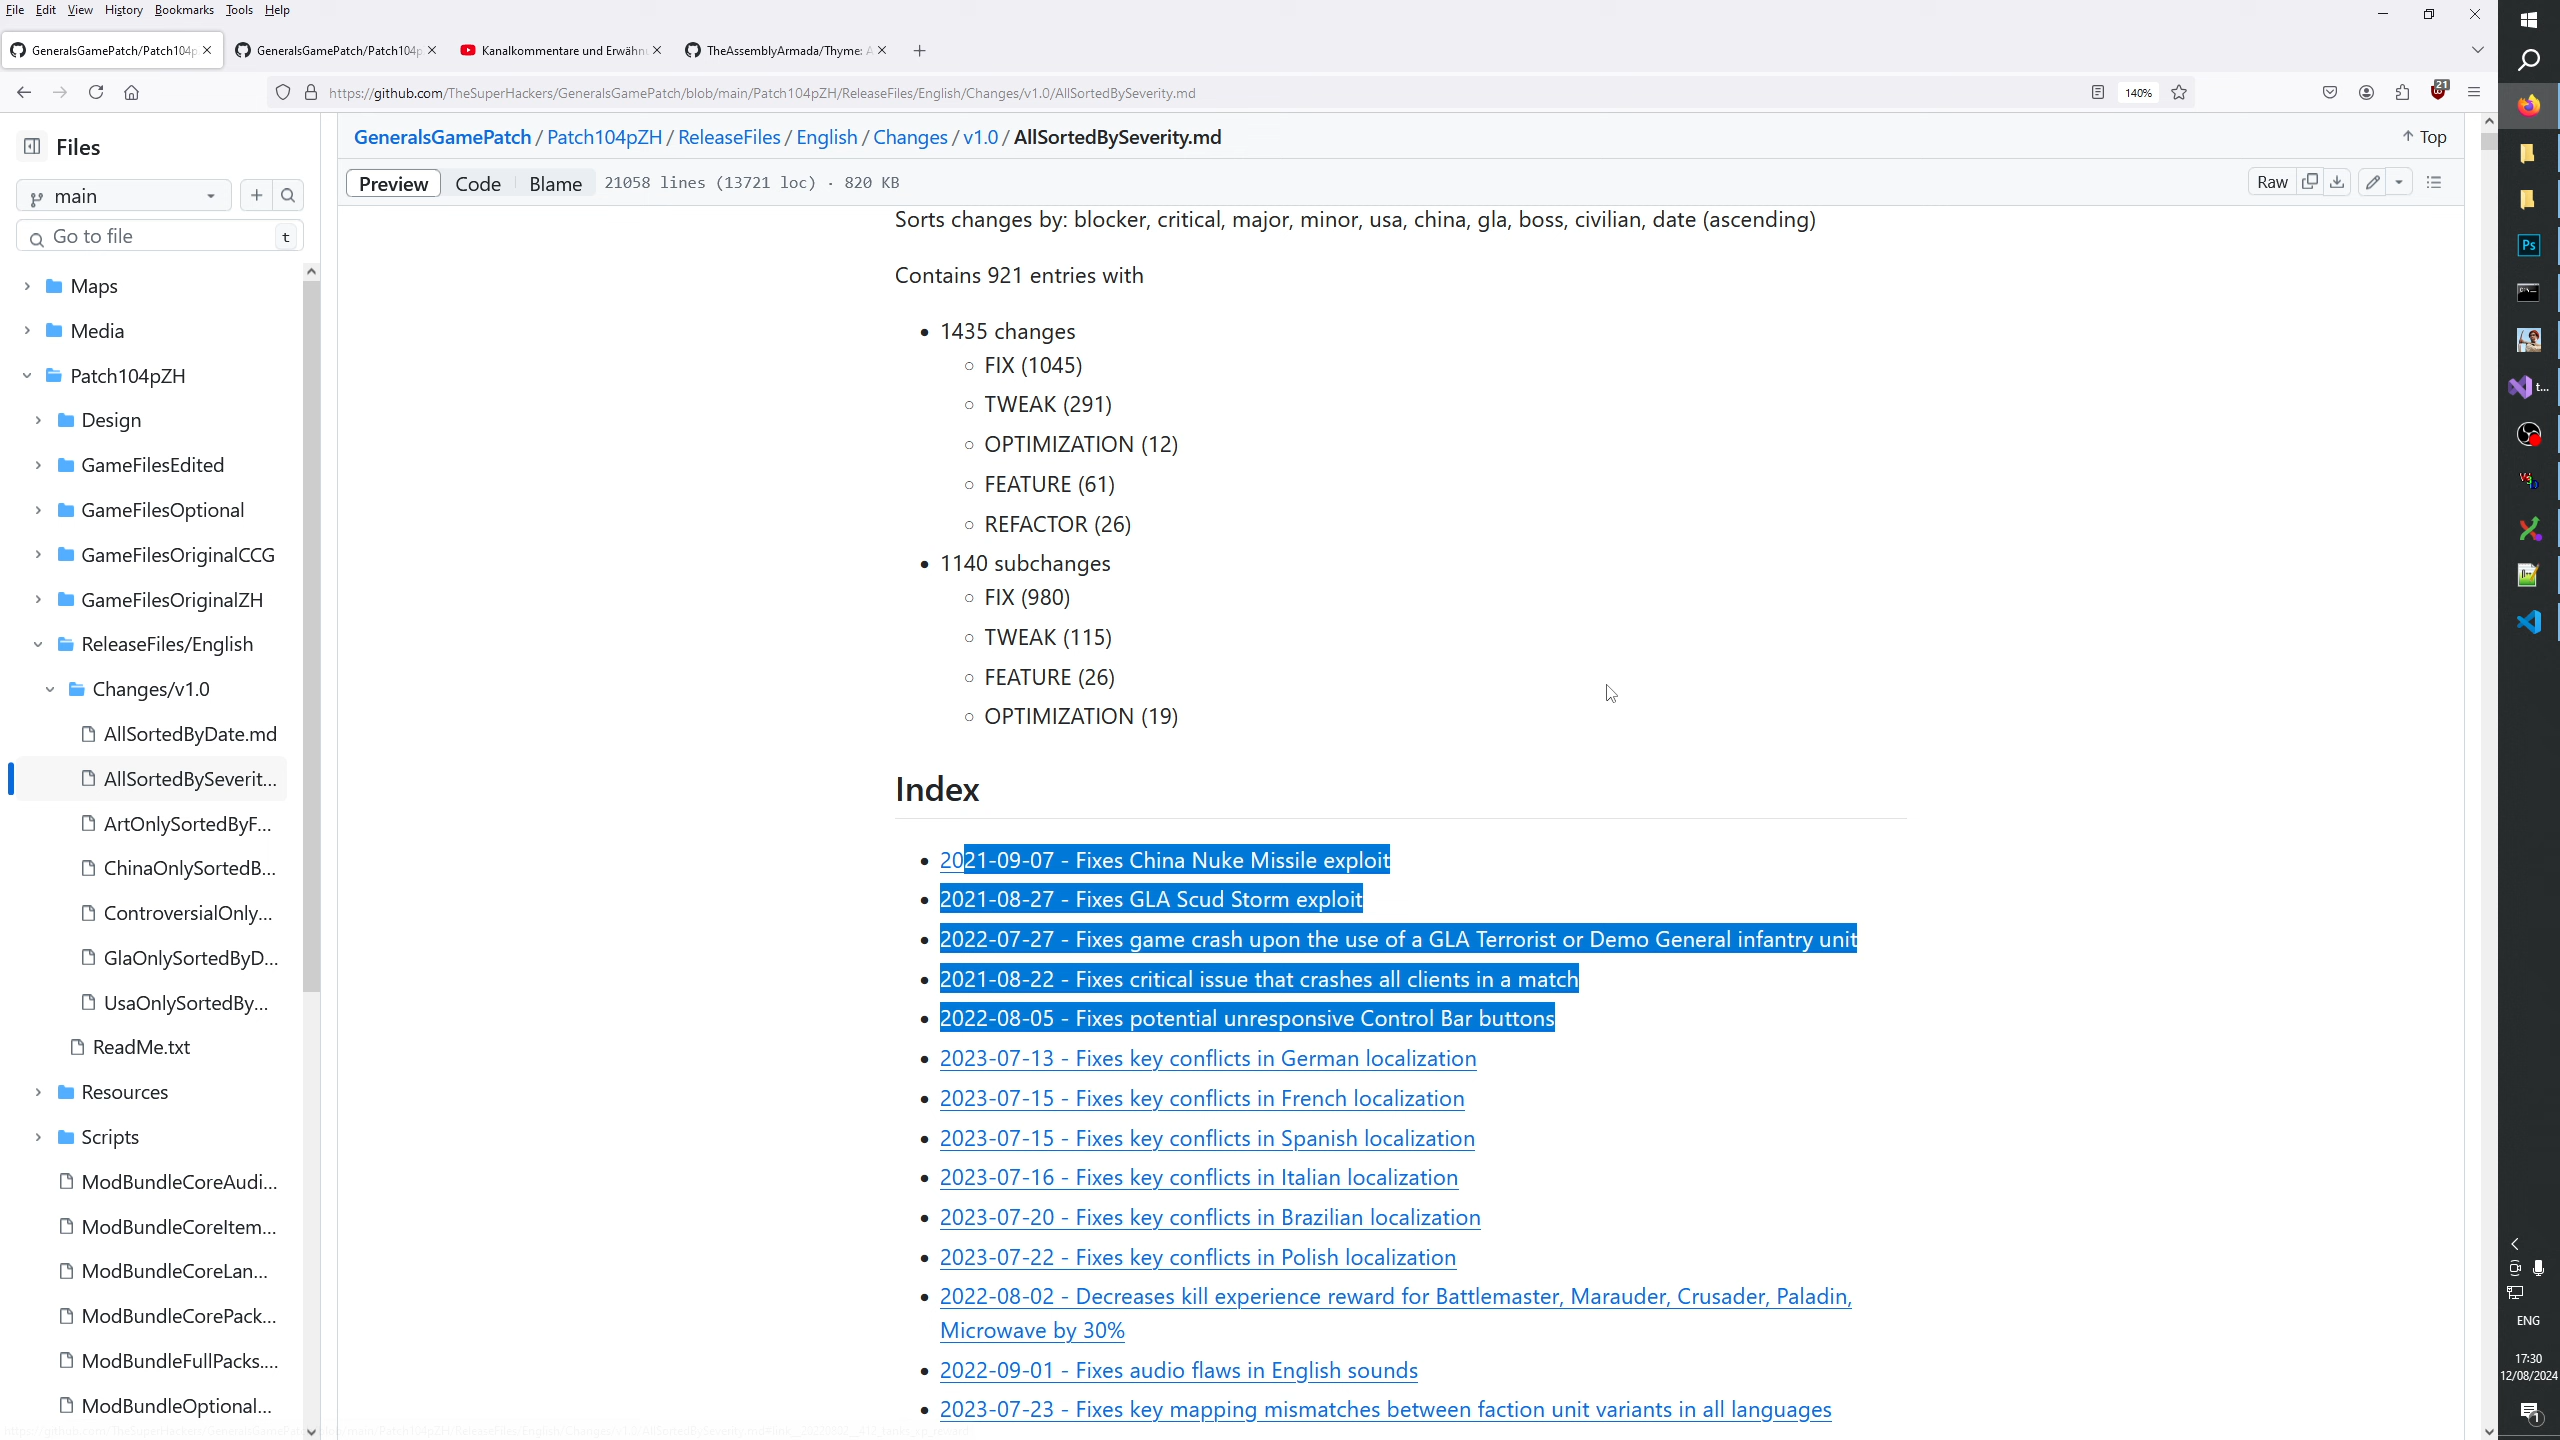 File Edit View History Bookmarks Tools Help
GeneralsGamePatch/Patch104p
GeneralsGamePatch/Patch104p
Kanalkommentare und Erwähn
TheAssemblyArmada/Thyme: A
https://github.com/TheSuperHackers/GeneralsGamePatch/blob/main/Patch104pZH/ReleaseFiles/English/Changes/v1.0/AllSortedBySeverity.md
140%
21
Files
main
Go to file
t
Maps
Media
Patch104pZH
Design
GameFilesEdited
GameFilesOptional
GameFilesOriginalCCG
GameFilesOriginalZH
ReleaseFiles/English
Changes/v1.0
AllSortedByDate.md
AllSortedBySeverit...
ArtOnlySortedByF...
ChinaOnlySortedB...
ControversialOnly...
GlaOnlySortedByD...
UsaOnlySortedBy...
ReadMe.txt
Resources
Scripts
ModBundleCoreAudi...
ModBundleCoreItem...
ModBundleCoreLan...
ModBundleCorePack...
ModBundleFullPacks....
ModBundleOptional...
GeneralsGamePatch / Patch104pZH / ReleaseFiles / English / Changes / v1.0 / AllSortedBySeverity.md
Top
Preview Code Blame 21058 lines (13721 loc) · 820 KB
Raw
Sorts changes by: blocker, critical, major, minor, usa, china, gla, boss, civilian, date (ascending)
Contains 921 entries with
1435 changes
FIX (1045)
TWEAK (291)
OPTIMIZATION (12)
FEATURE (61)
REFACTOR (26)
1140 subchanges
FIX (980)
TWEAK (115)
FEATURE (26)
OPTIMIZATION (19)
Index
2021-09-07 - Fixes China Nuke Missile exploit
2021-08-27 - Fixes GLA Scud Storm exploit
2022-07-27 - Fixes game crash upon the use of a GLA Terrorist or Demo General infantry unit
2021-08-22 - Fixes critical issue that crashes all clients in a match
2022-08-05 - Fixes potential unresponsive Control Bar buttons
2023-07-13 - Fixes key conflicts in German localization
2023-07-15 - Fixes key conflicts in French localization
2023-07-15 - Fixes key conflicts in Spanish localization
2023-07-16 - Fixes key conflicts in Italian localization
2023-07-20 - Fixes key conflicts in Brazilian localization
2023-07-22 - Fixes key conflicts in Polish localization
2022-08-02 - Decreases kill experience reward for Battlemaster, Marauder, Crusader, Paladin,
Microwave by 30%
2022-09-01 - Fixes audio flaws in English sounds
2023-07-23 - Fixes key mapping mismatches between faction unit variants in all languages
Ps
t...
ENG
17:30
12/08/2024
1